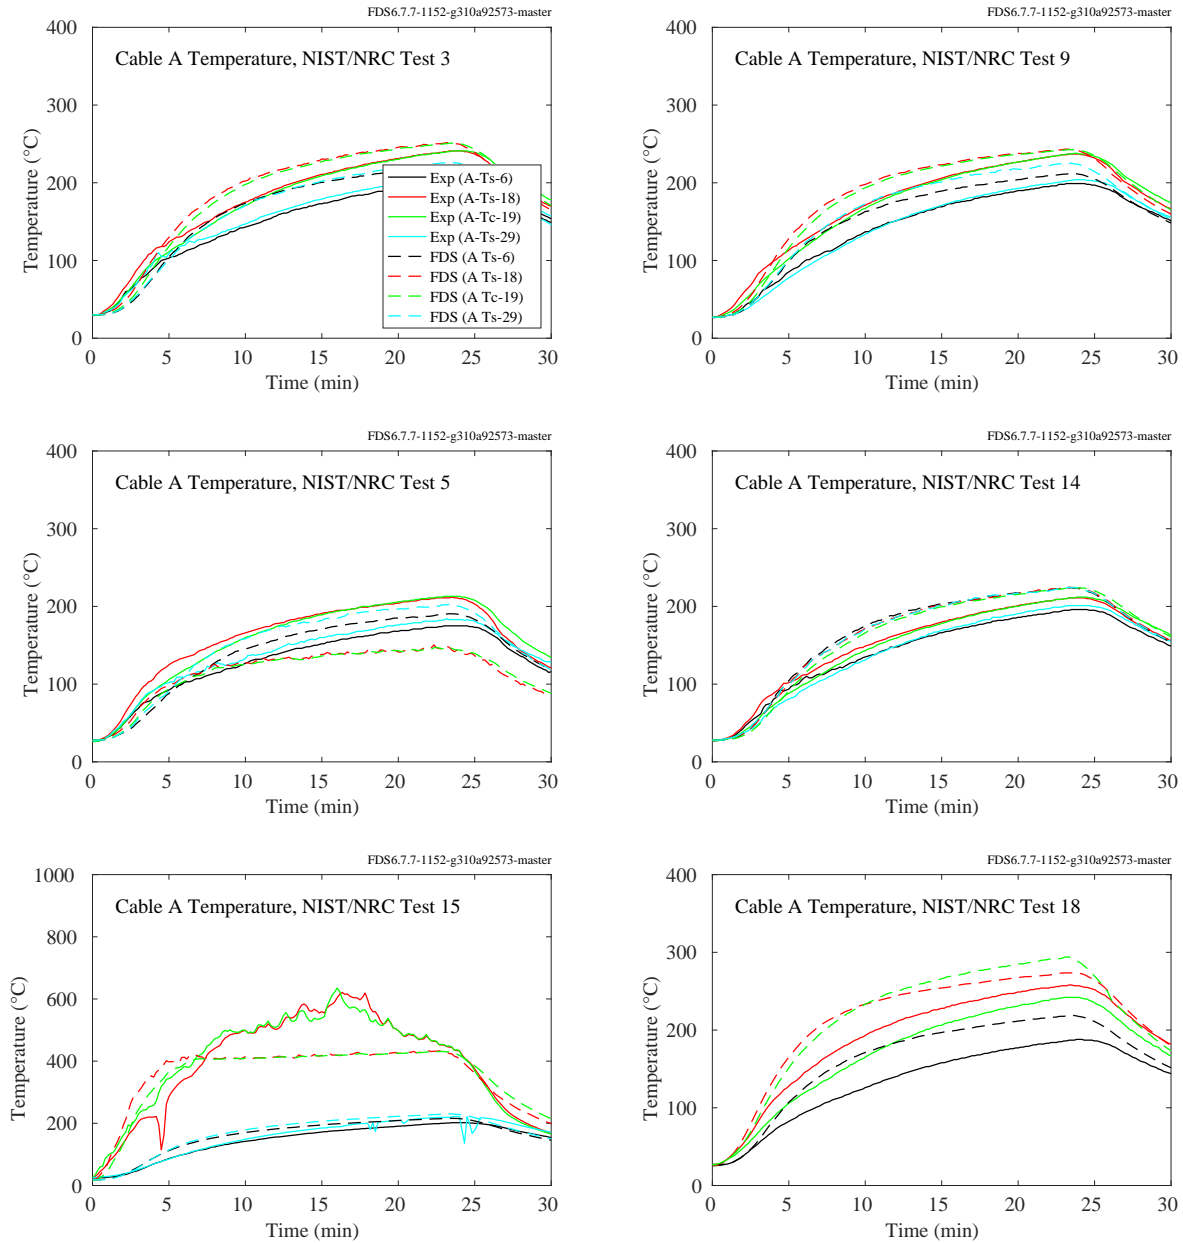 FDS6.7.7-1152-g310a92573-master
Cable A Temperature, NIST/NRC Test 3
Temperature (°C)
400
300
200
100
0
Exp (A-Ts-6)
Exp (A-Ts-18)
Exp (A-Tc-19)
Exp (A-Ts-29)
FDS (A Ts-6)
FDS (A Ts-18)
FDS (A Tc-19)
FDS (A Ts-29)
0 5 10 15 20 25 30
Time (min)
FDS6.7.7-1152-g310a92573-master
Cable A Temperature, NIST/NRC Test 9
Temperature (°C)
400
300
200
100
0
0 5 10 15 20 25 30
Time (min)
FDS6.7.7-1152-g310a92573-master
Cable A Temperature, NIST/NRC Test 5
Temperature (°C)
400
300
200
100
0
0 5 10 15 20 25 30
Time (min)
FDS6.7.7-1152-g310a92573-master
Cable A Temperature, NIST/NRC Test 14
Temperature (°C)
400
300
200
100
0
0 5 10 15 20 25 30
Time (min)
FDS6.7.7-1152-g310a92573-master
Cable A Temperature, NIST/NRC Test 15
Temperature (°C)
1000
800
600
400
200
0
0 5 10 15 20 25 30
Time (min)
FDS6.7.7-1152-g310a92573-master
Cable A Temperature, NIST/NRC Test 18
Temperature (°C)
400
300
200
100
0
0 5 10 15 20 25 30
Time (min)